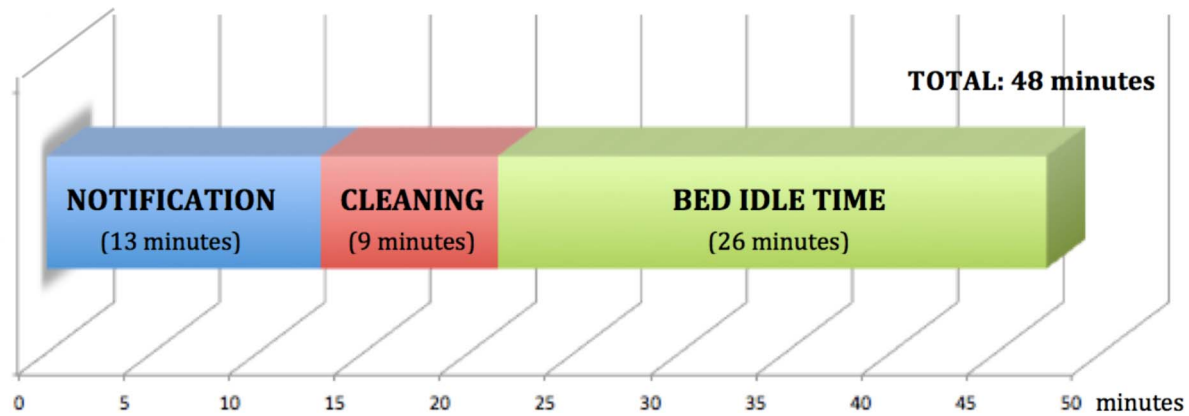 TOTAL: 48 minutes
NOTIFICATION
(13 minutes)
CLEANING
(9 minutes)
BED IDLE TIME
(26 minutes)
0 5 10 15 20 25 30 35 40 45 50 minutes